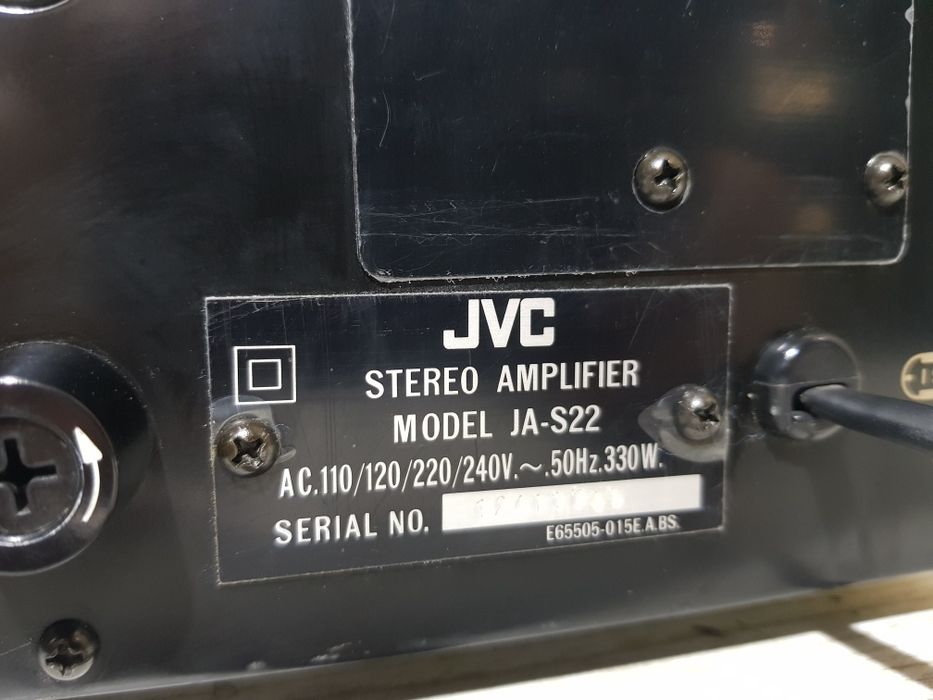 JVC
STEREO AMPLIFIER
MODEL JA-S22
AC.110/120/220/240V.~.50Hz.330W.
SERIAL NO.
E65505-015E.A.BS.